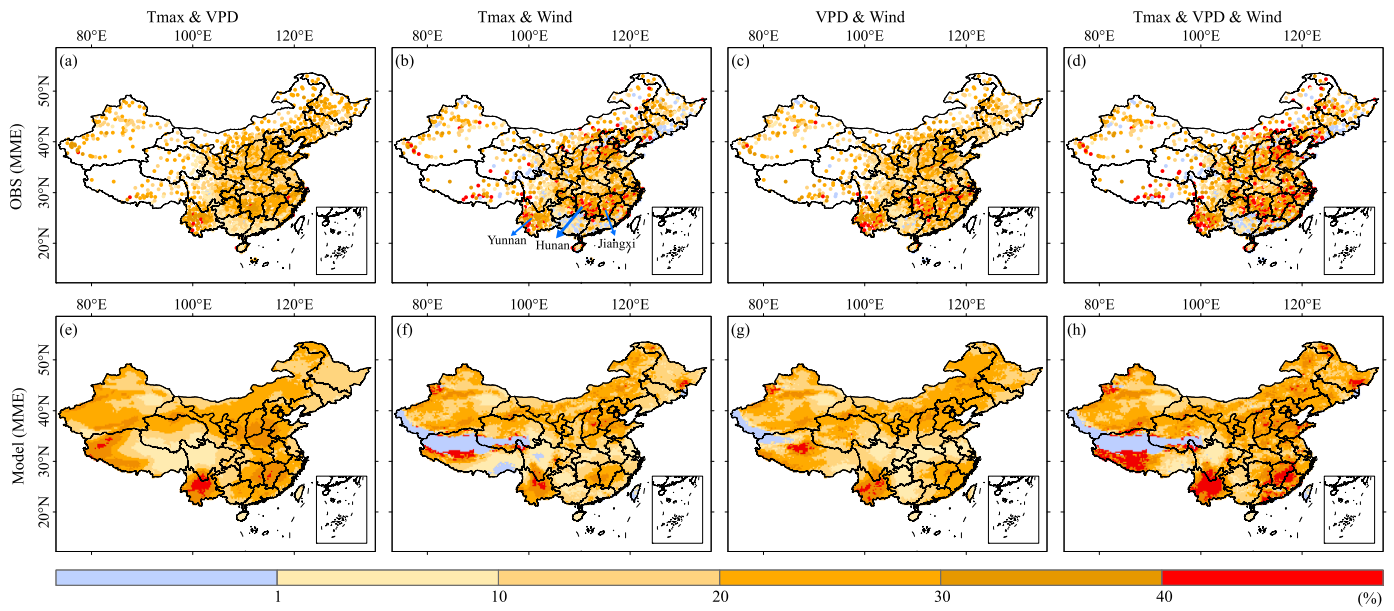 Tmax & VPD Tmax & Wind VPD & Wind Tmax & VPD & Wind
80°E 100°E 120°E 80°E 100°E 120°E 80°E 100°E 120°E 80°E 100°E 120°E
(a) (b) (c) (d)
50°N
40°N
30°N
20°N
OBS (MME)
Yunnan Hunan Jiangxi
80°E 100°E 120°E 80°E 100°E 120°E 80°E 100°E 120°E 80°E 100°E 120°E
(e) (f) (g) (h)
50°N
40°N
30°N
20°N
Model (MME)
1 10 20 30 40 (%)